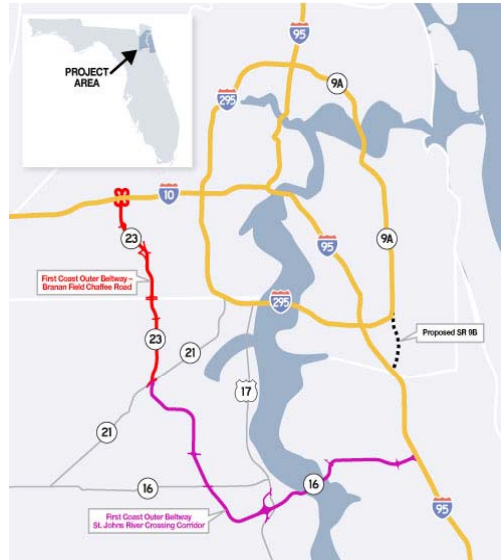 95
PROJECT
AREA
295
9A
10
23
95
9A
First Coast Outer Beltway –
Branan Field Chaffee Road
295
Proposed SR 9B
23
21
17
21
16
16
First Coast Outer Beltway
St. Johns River Crossing Corridor
95